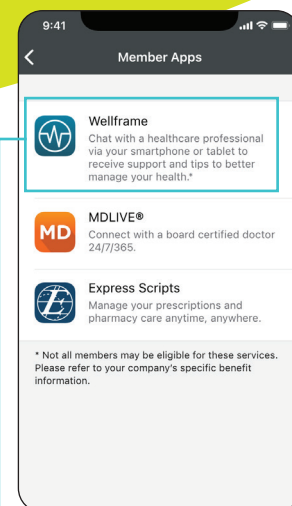 9:41
Member Apps
Wellframe
Chat with a healthcare professional
via your smartphone or tablet to
receive support and tips to better
manage your health.*
MD
MDLIVE®
Connect with a board certified doctor
24/7/365.
E
Express Scripts
Manage your prescriptions and
pharmacy care anytime, anywhere.
* Not all members may be eligible for these services.
Please refer to your company's specific benefit
information.